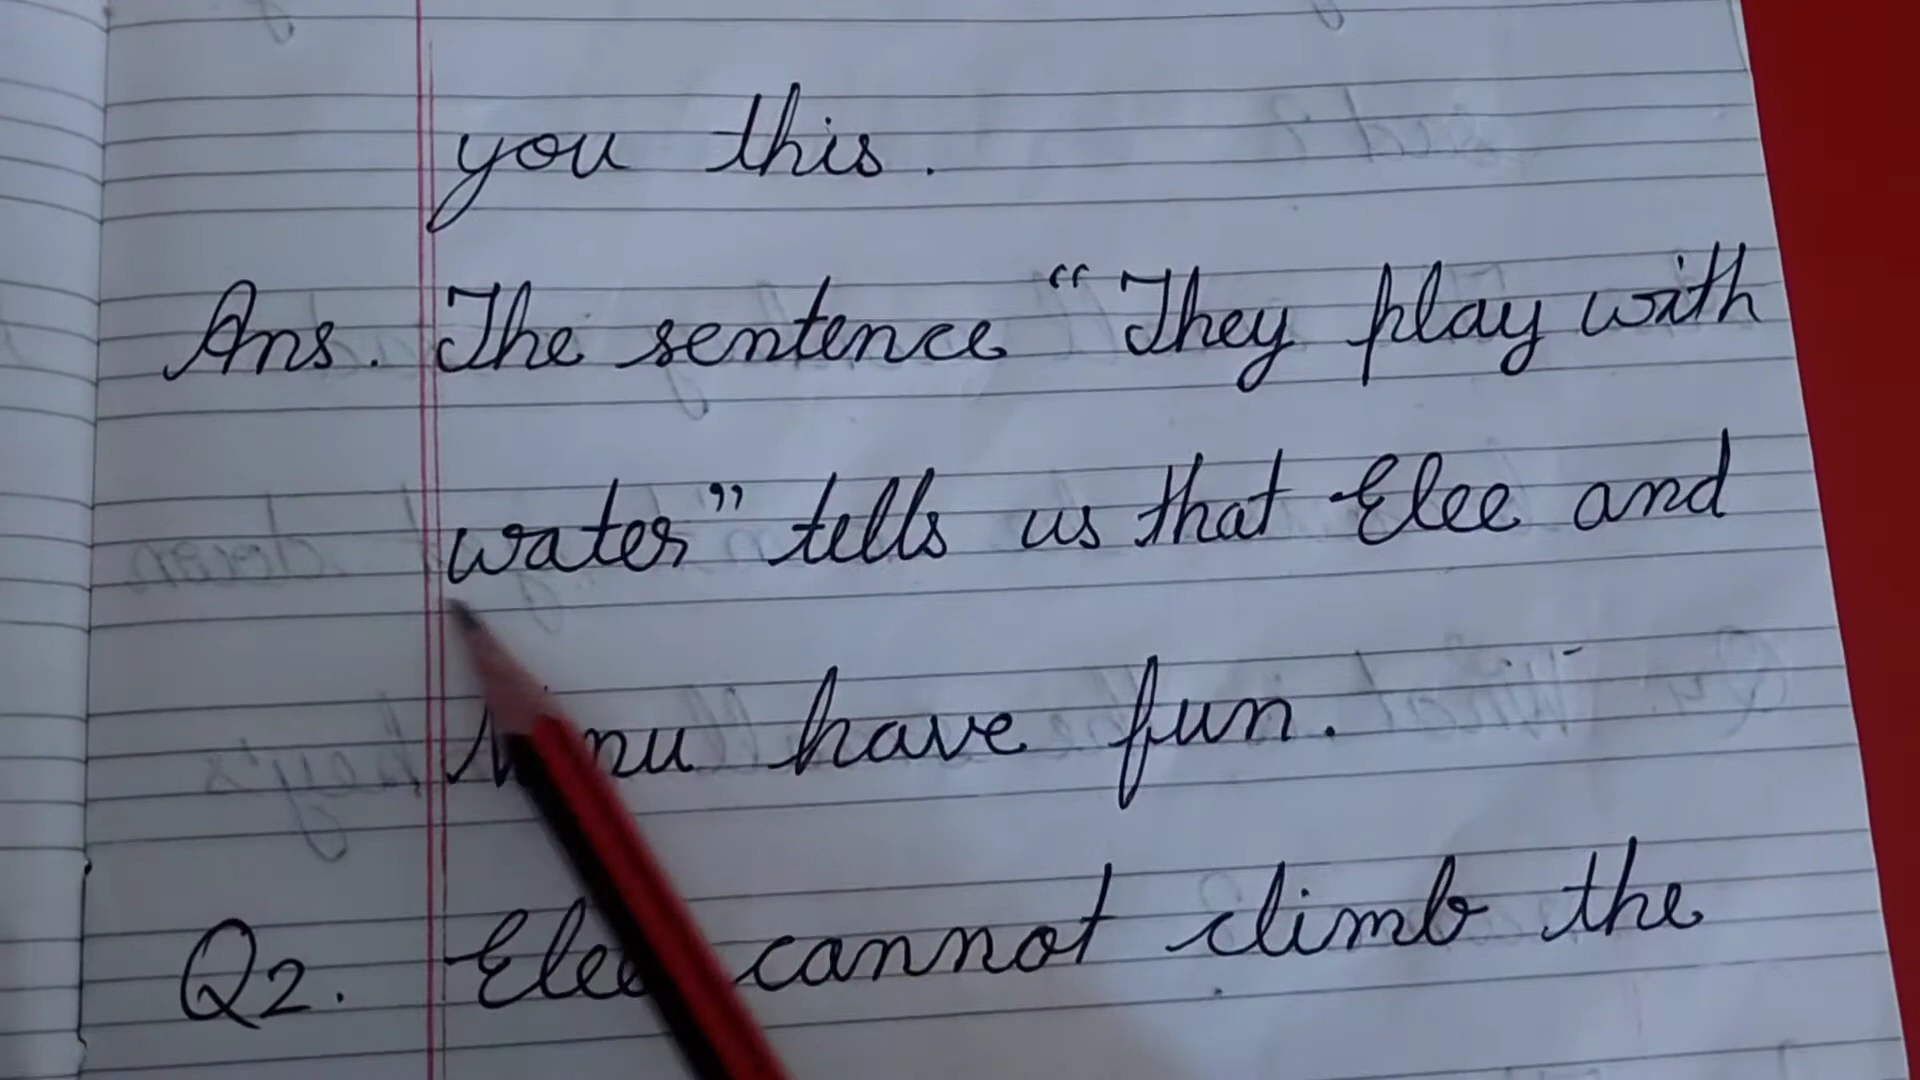 you this.
Ans. The sentence "They play with
water" tells us that Elee and
have fun.
Q2. Elee cannot climb the